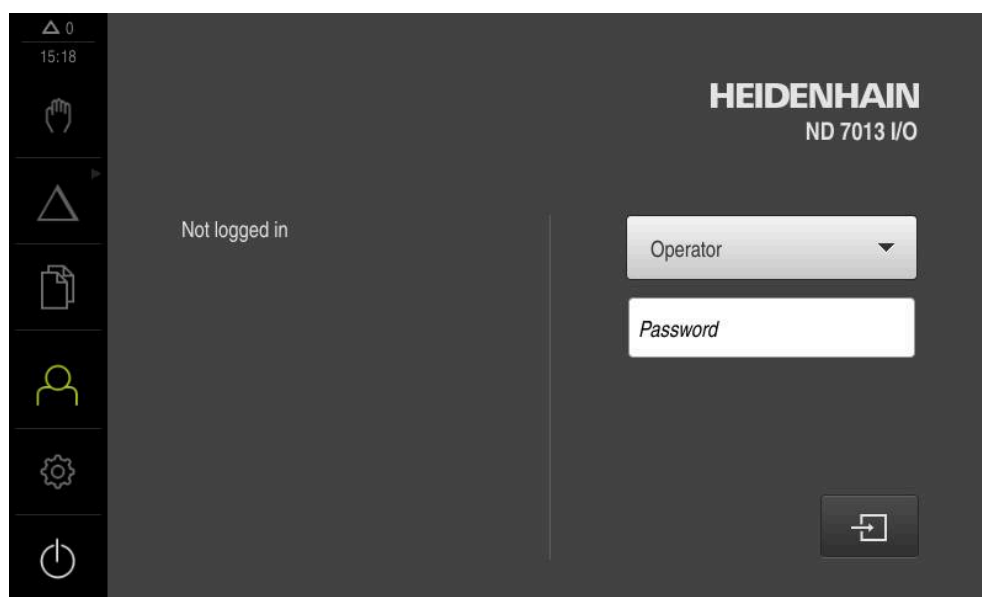 0
15:18
HEIDENHAIN
ND 7013 I/O
Not logged in
Operator
Password